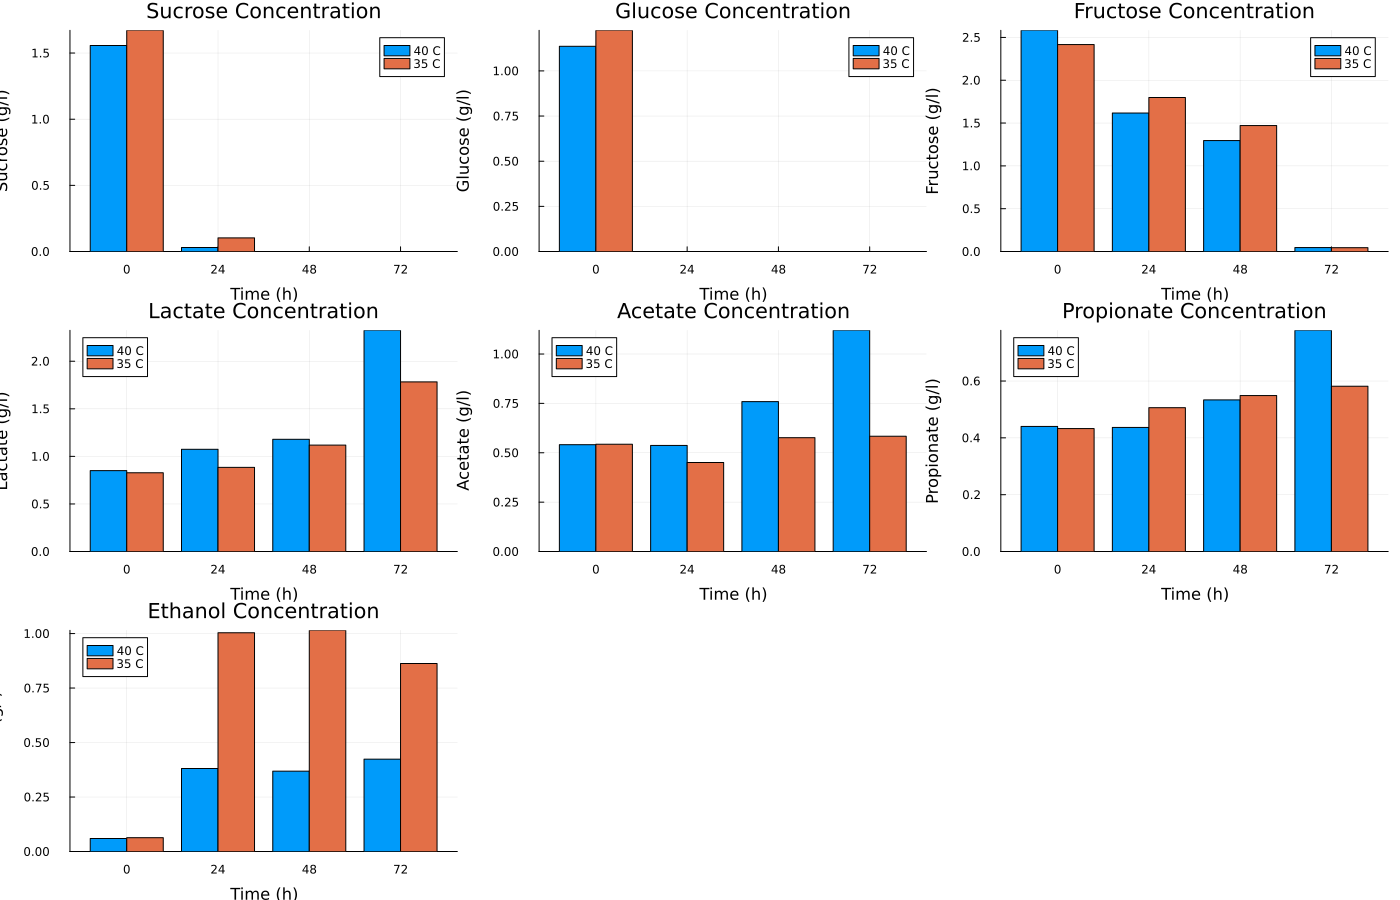 Sucrose Concentration
Sucrose (g/l)
1.5
1.0
0.5
0.0
40 C
35 C
0 24 48 72
Time (h)
Glucose Concentration
Glucose (g/l)
1.00
0.75
0.50
0.25
0.00
40 C
35 C
0 24 48 72
Time (h)
Fructose Concentration
Fructose (g/l)
2.5
2.0
1.5
1.0
0.5
0.0
40 C
35 C
0 24 48 72
Time (h)
Lactate Concentration
Lactate (g/l)
2.0
1.5
1.0
0.5
0.0
40 C
35 C
0 24 48 72
Time (h)
Acetate Concentration
Acetate (g/l)
1.00
0.75
0.50
0.25
0.00
40 C
35 C
0 24 48 72
Time (h)
Propionate Concentration
Propionate (g/l)
0.6
0.4
0.2
0.0
40 C
35 C
0 24 48 72
Time (h)
Ethanol Concentration
1.00
0.75
0.50
0.25
0.00
40 C
35 C
0 24 48 72
Time (h)